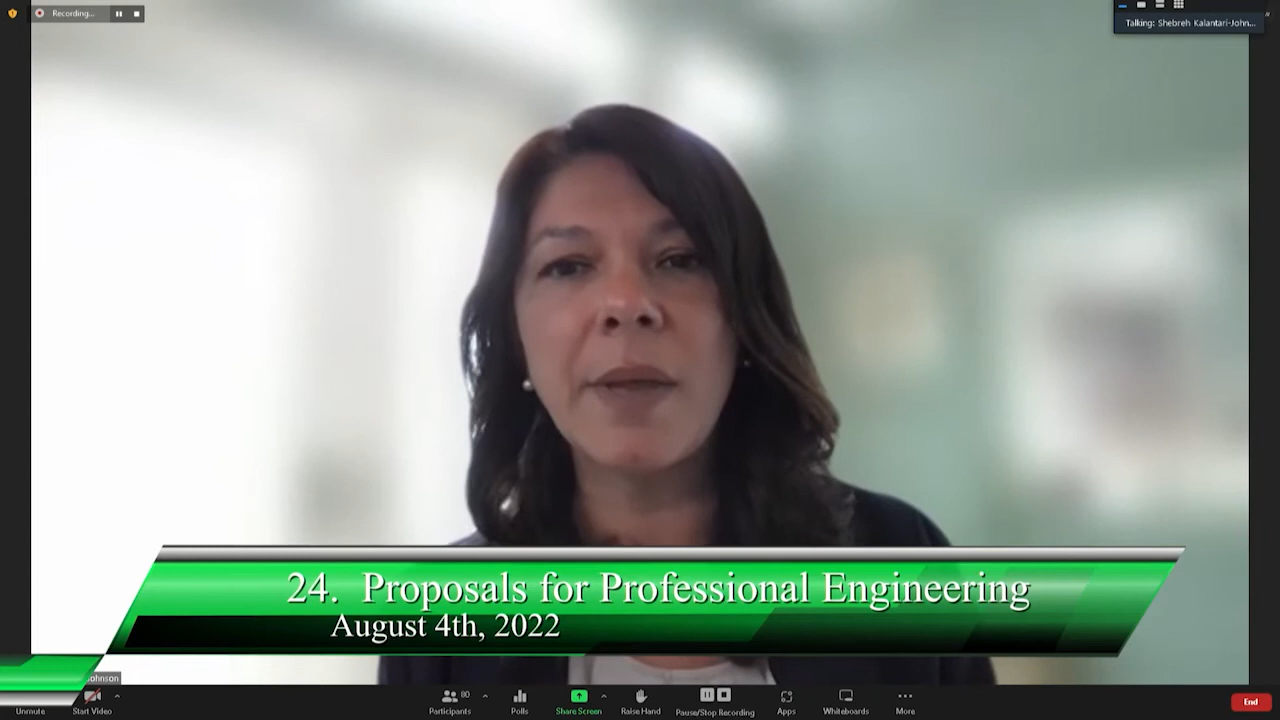 Recording...
Talking: Shebreh Kalantari-John...
24. Proposals for Professional Engineering
August 4th, 2022
Johnson
Unmute
Start Video
80
Participants
Polls
Share Screen
Raise Hand
Pause/Stop Recording
Apps
Whiteboards
More
End